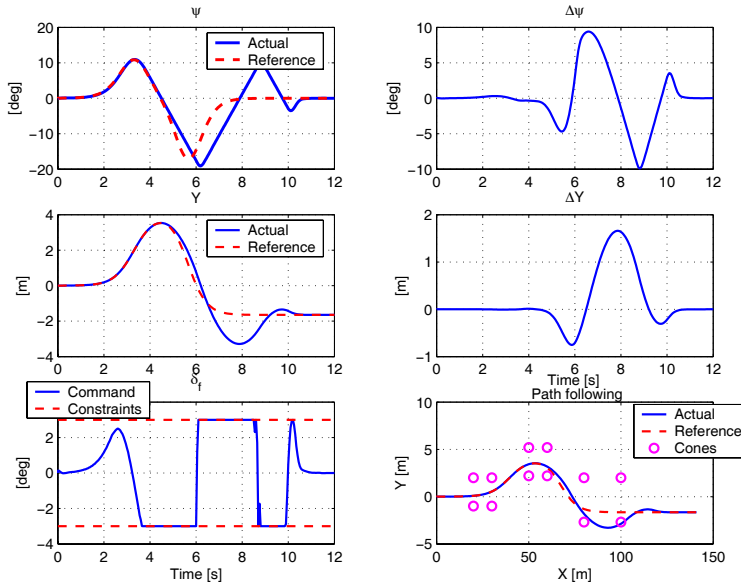 ψ
20
10
0
−10
−20
[deg]
0 2 4 6 8 10 12
Actual
Reference
Δψ
10
5
0
−5
−10
[deg]
0 2 4 6 8 10 12
Y
4
2
0
−2
−4
[m]
0 2 4 6 8 10 12
Actual
Reference
ΔY
2
1
0
−1
[m]
0 2 4 6 8 10 12
Time [s]
δf
Command
Constraints
2
0
−2
−4
[deg]
0 2 4 6 8 10 12
Time [s]
Path following
10
5
0
−5
Y [m]
0 50 100 150
X [m]
Actual
Reference
Cones